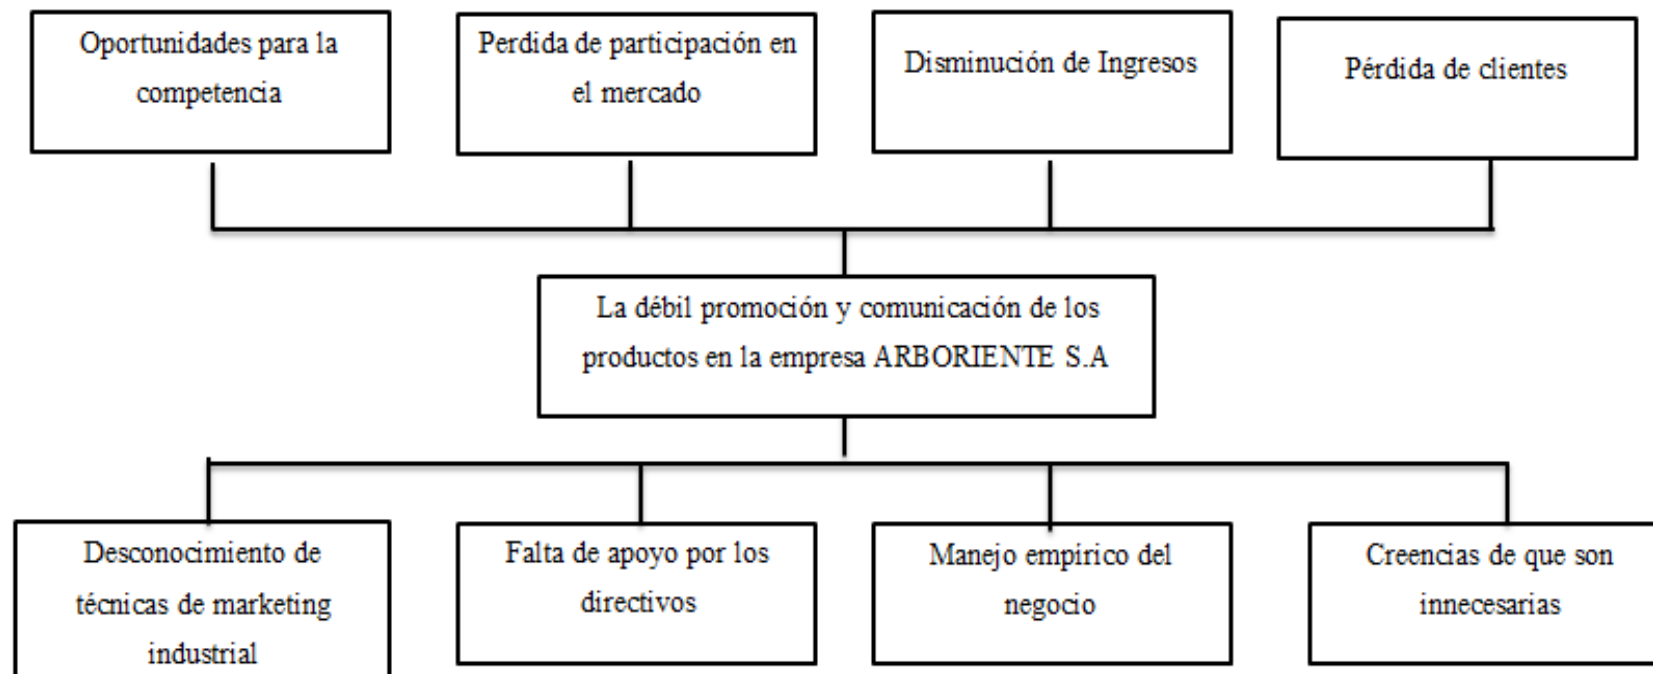 Oportunidades para la
competencia
Perdida de participación en
el mercado
Disminución de Ingresos
Pérdida de clientes
La débil promoción y comunicación de los
productos en la empresa ARBORIENTE S.A
Desconocimiento de
técnicas de marketing
industrial
Falta de apoyo por los
directivos
Manejo empírico del
negocio
Creencias de que son
innecesarias